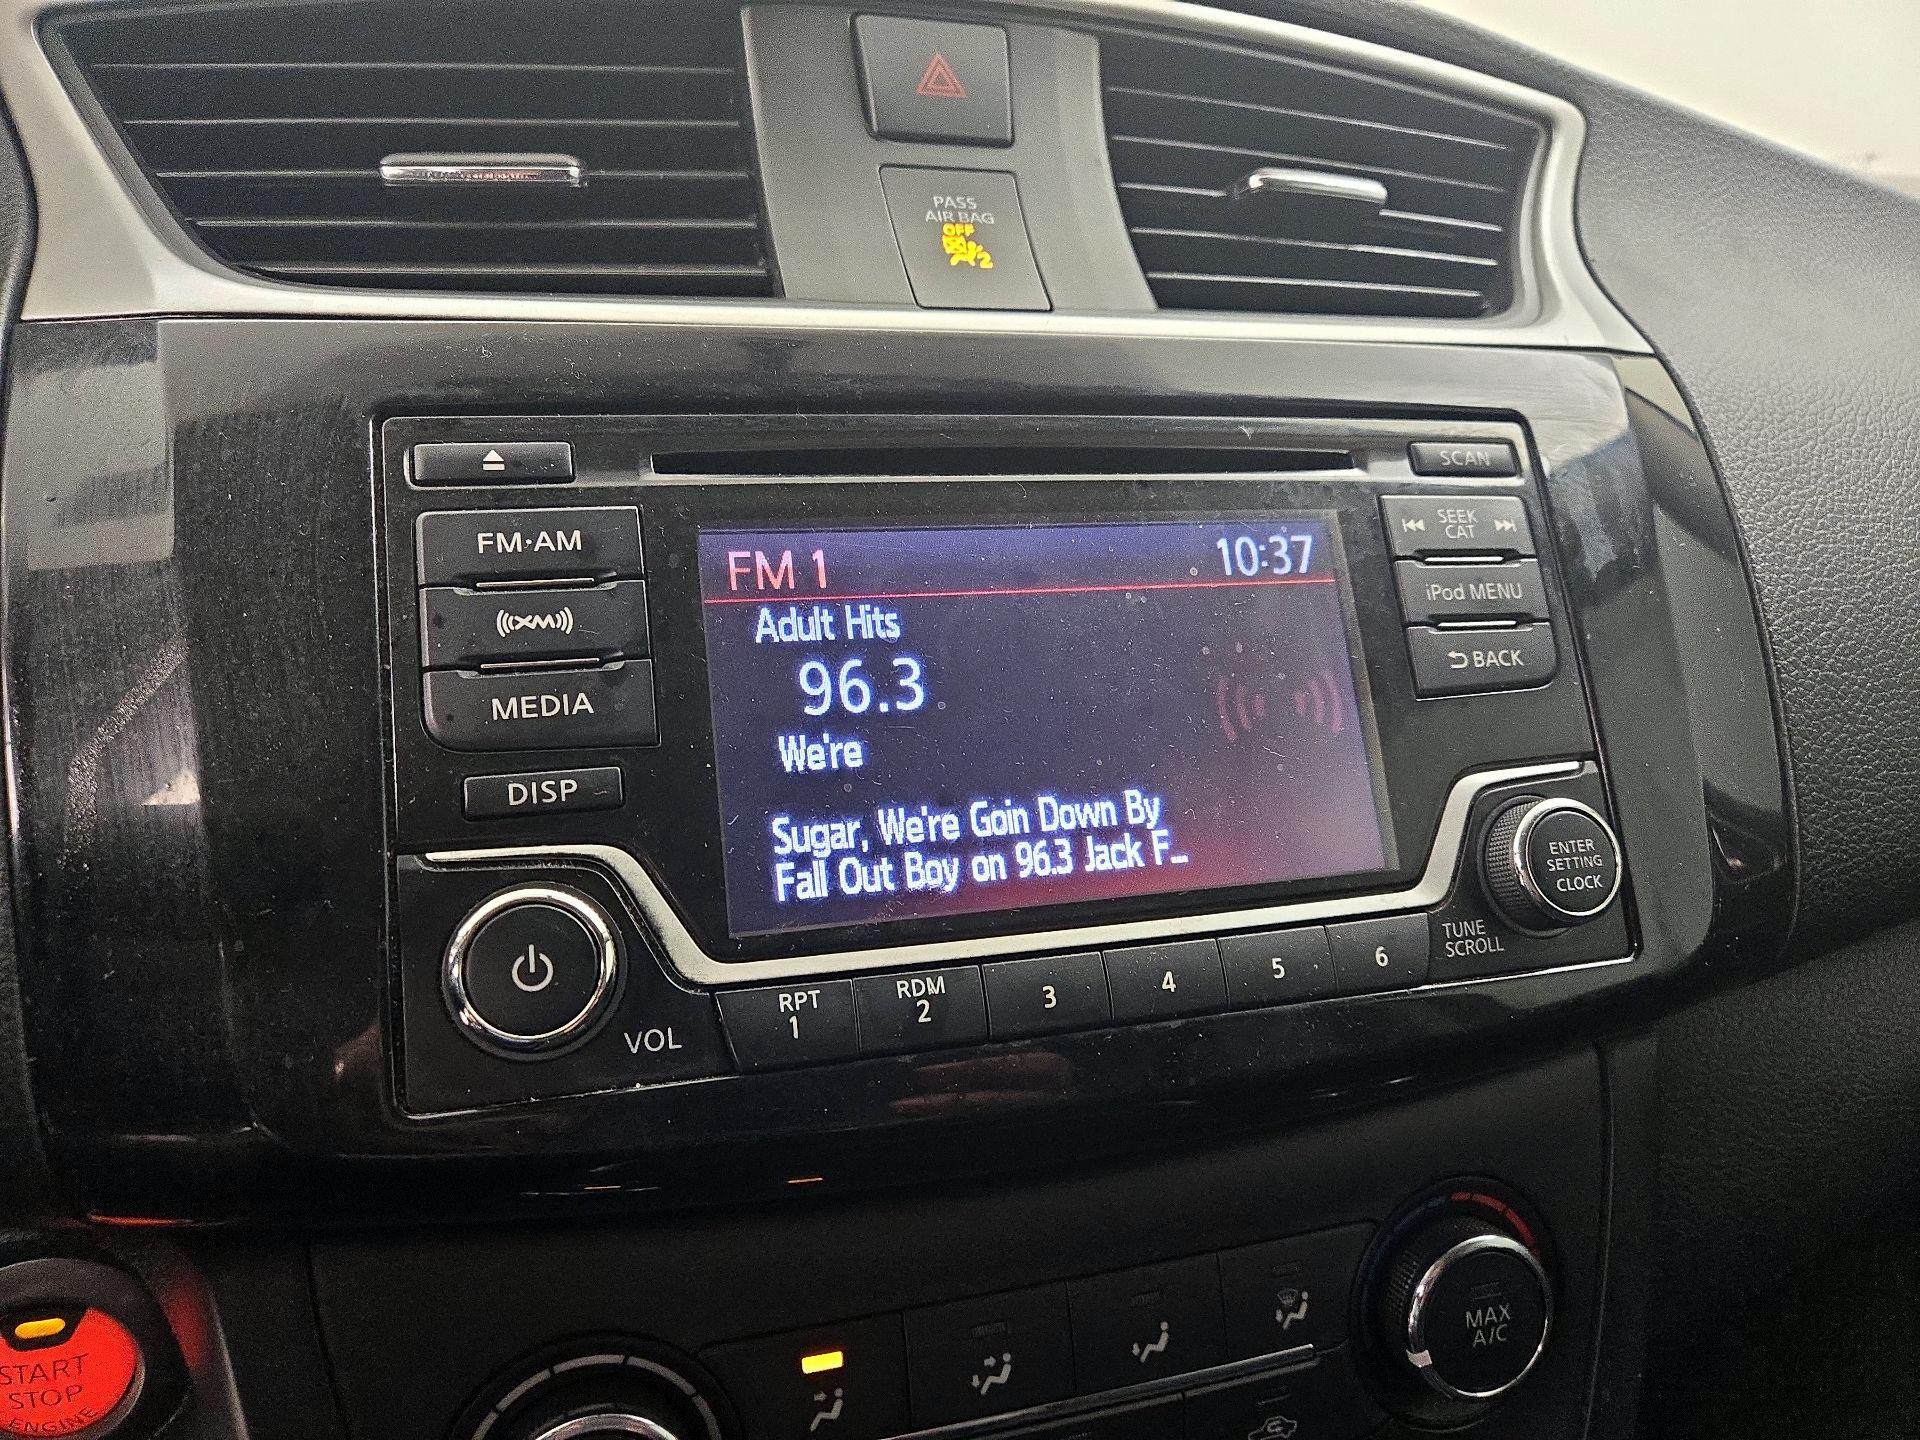 PASS
AIR BAG
OFF
2
SCAN
FM·AM
XM
MEDIA
DISP
FM 1 10:37
Adult Hits
96.3
We're
Sugar, We're Goin Down By
Fall Out Boy on 96.3 Jack F...
SEEK
CAT
iPod MENU
BACK
ENTER
SETTING
CLOCK
TUNE
SCROLL
VOL
RPT
1
RDM
2
3
4
5
6
START
STOP
ENGINE
MAX
A/C